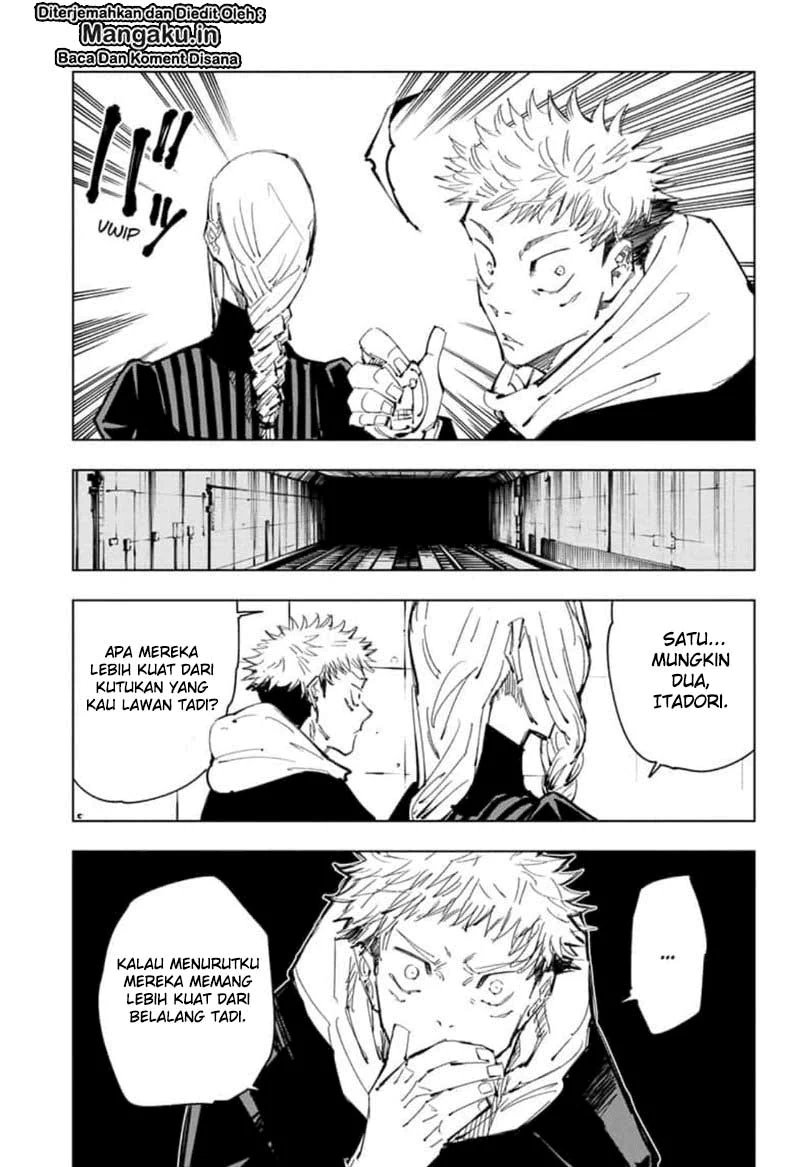 Diterjemahkan dan Diedit Oleh :
Mangaku.in
Baca Dan Koment Disana
UWIP
SATU...
MUNGKIN
DUA,
ITADORI.
APA MEREKA
LEBIH KUAT DARI
KUTUKAN YANG
KAU LAWAN TADI?
...
KALAU MENURUTKU
MEREKA MEMANG
LEBIH KUAT DARI
BELALANG TADI.